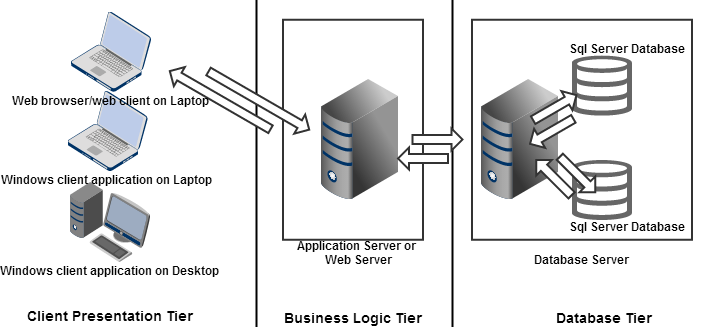 Web browser/web client on Laptop
Windows client application on Laptop
Windows client application on Desktop
Client Presentation Tier
Application Server or
Web Server
Business Logic Tier
Sql Server Database
Sql Server Database
Database Server
Database Tier